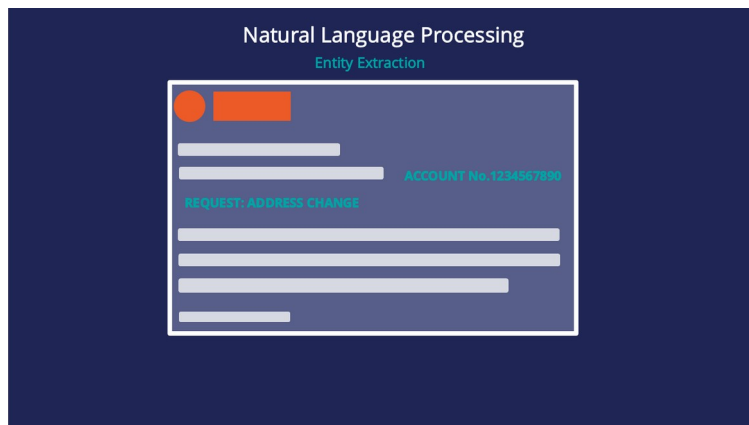 Natural Language Processing
Entity Extraction
ACCOUNT No.1234567890
REQUEST: ADDRESS CHANGE